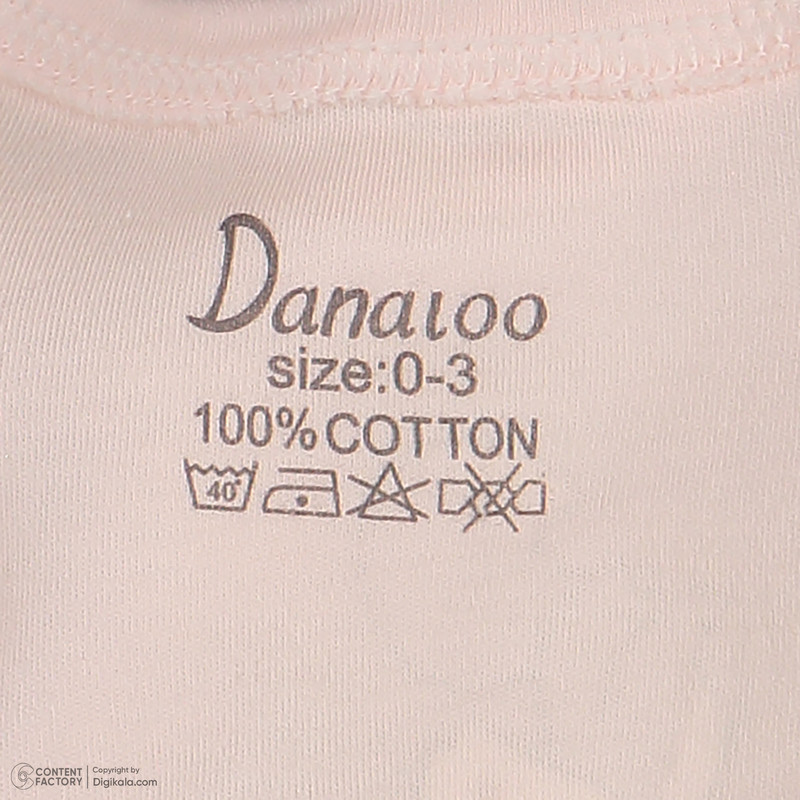 Danaloo
size:0-3
100% COTTON
40°
CONTENT FACTORY
Copyright by
Digikala.com